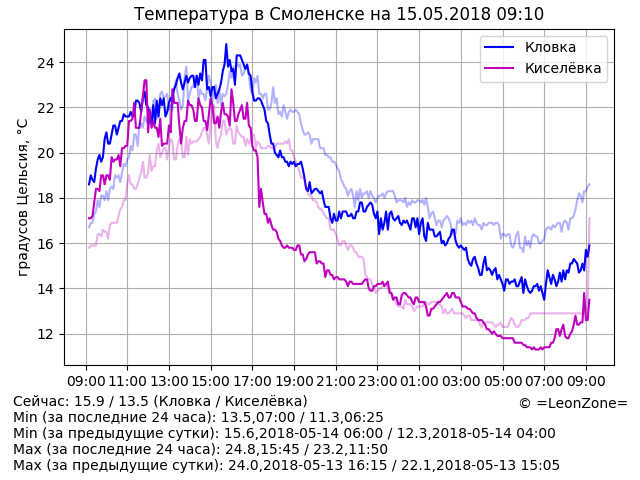 Температура в Смоленске на 15.05.2018 09:10
Кловка
Киселёвка
градусов Цельсия, °C
24
22
20
18
16
14
12
09:00 11:00 13:00 15:00 17:00 19:00 21:00 23:00 01:00 03:00 05:00 07:00 09:00
Сейчас: 15.9 / 13.5 (Кловка / Киселёвка)
© =LeonZone=
Min (за последние 24 часа): 13.5,07:00 / 11.3,06:25
Min (за предыдущие сутки): 15.6,2018-05-14 06:00 / 12.3,2018-05-14 04:00
Max (за последние 24 часа): 24.8,15:45 / 23.2,11:50
Max (за предыдущие сутки): 24.0,2018-05-13 16:15 / 22.1,2018-05-13 15:05